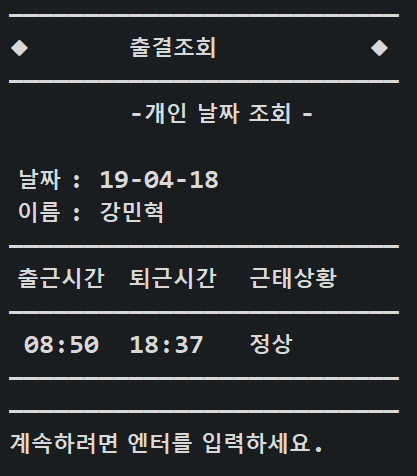 ◆ 출결조회 ◆
-개인 날짜 조회 -
날짜 : 19-04-18
이름 : 강민혁
출근시간 퇴근시간 근태상황
08:50 18:37 정상
계속하려면 엔터를 입력하세요.